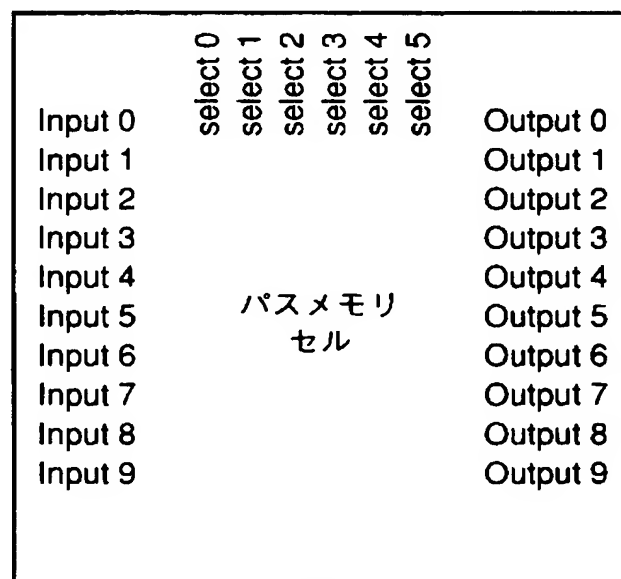 select 0
select 1
select 2
select 3
select 4
select 5
Input 0
Input 1
Input 2
Input 3
Input 4
Input 5
Input 6
Input 7
Input 8
Input 9
パスメモリ
セル
Output 0
Output 1
Output 2
Output 3
Output 4
Output 5
Output 6
Output 7
Output 8
Output 9